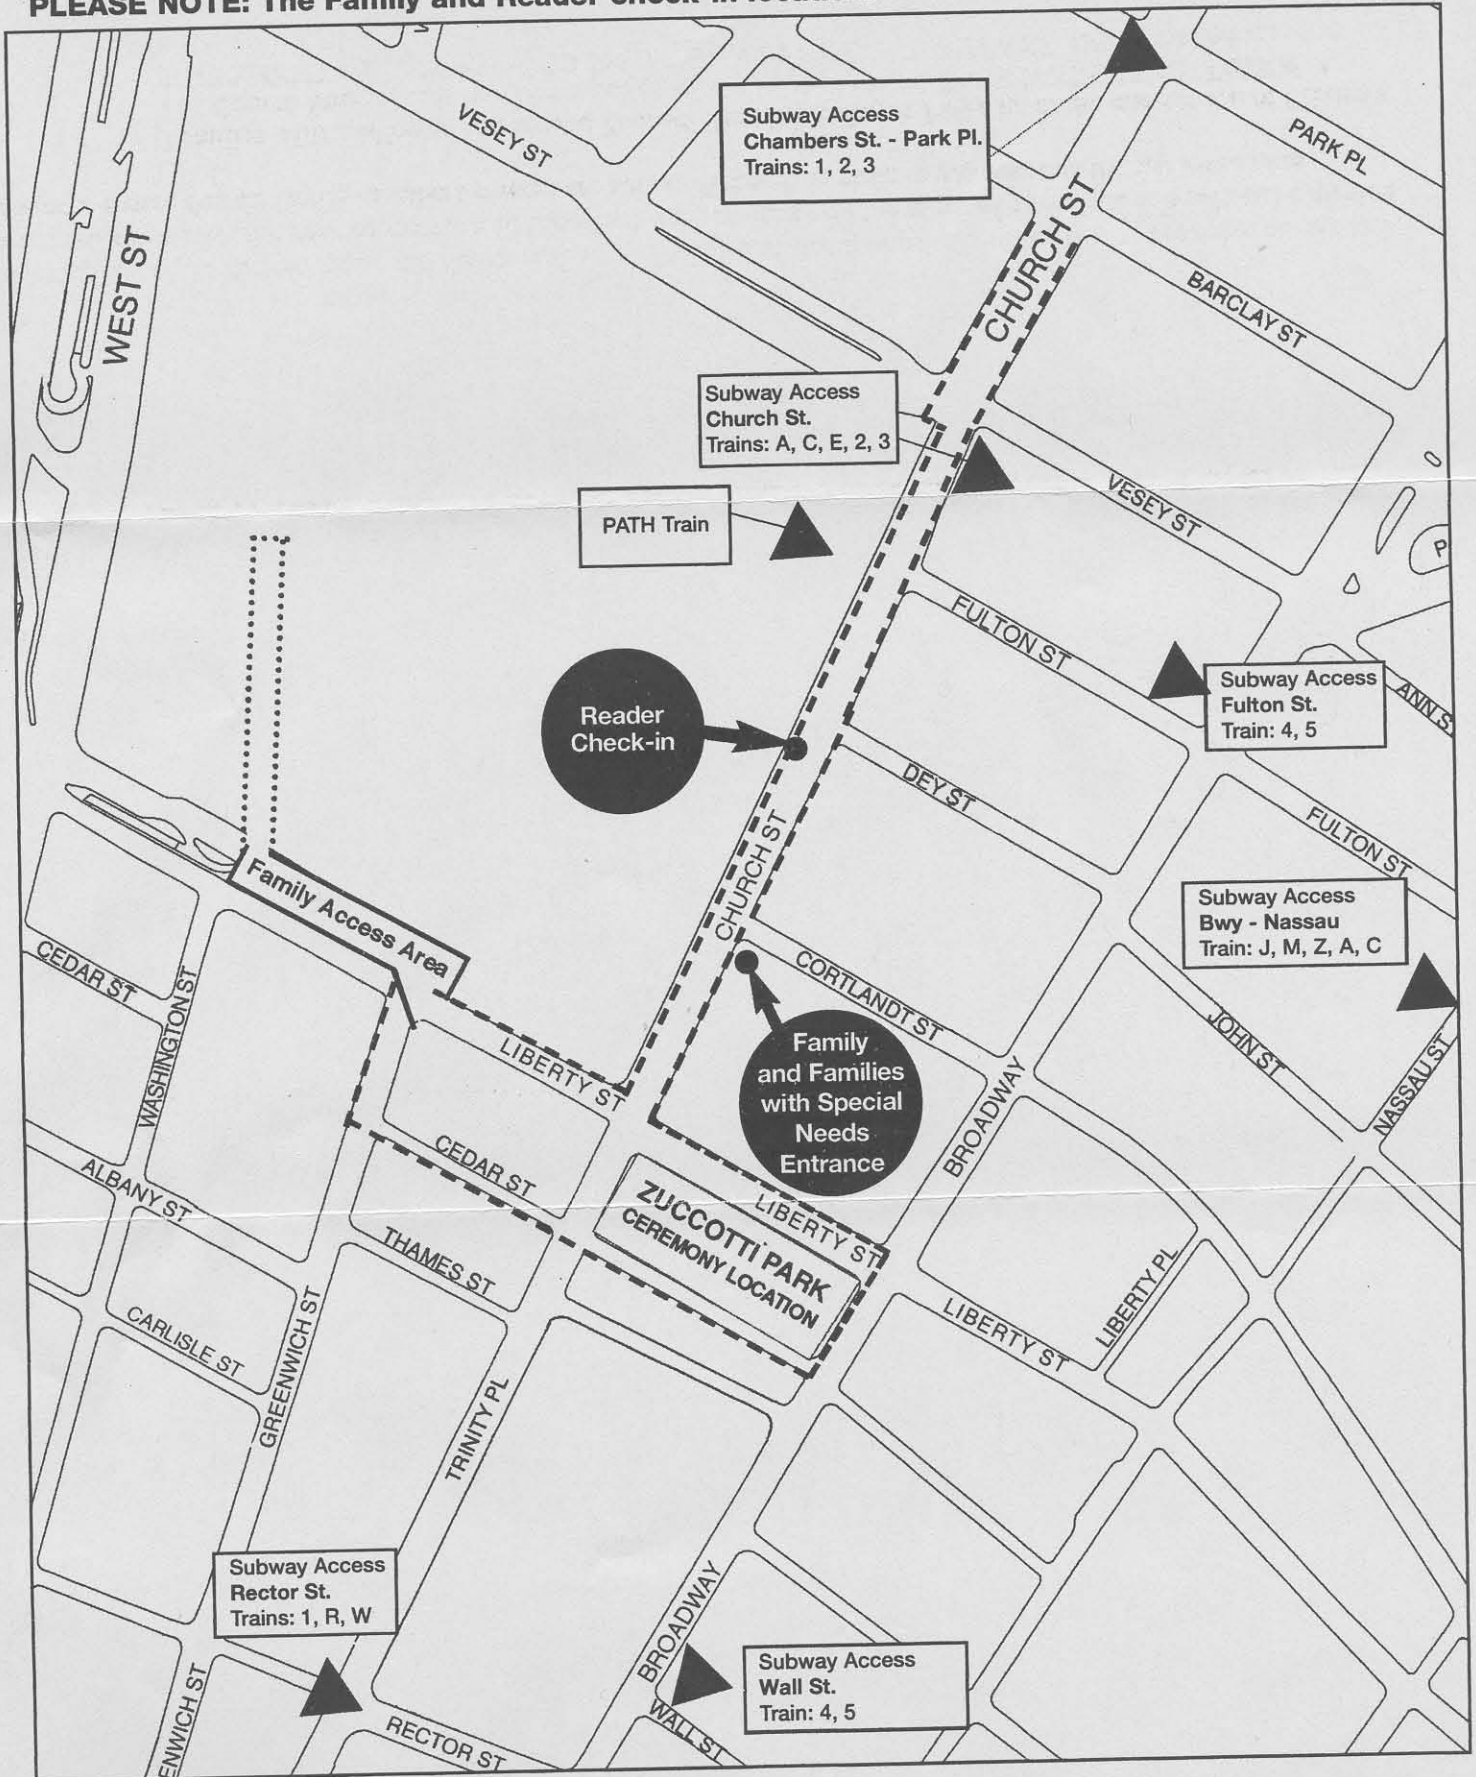 PLEASE NOTE: The Family and Reader check-in
VESEY ST
Subway Access
Chambers St. - Park Pl.
Trains: 1, 2, 3
PARK PL
WEST ST
CHURCH ST
BARCLAY ST
Subway Access
Church St.
Trains: A, C, E, 2, 3
VESEY ST
PATH Train
P
FULTON ST
Reader
Check-in
Subway Access
Fulton St.
Train: 4, 5
ANN S
DEY ST
FULTON ST
CHURCH ST
Family Access Area
Subway Access
Bwy - Nassau
Train: J, M, Z, A, C
CEDAR ST
WASHINGTON ST
CORTLANDT ST
JOHN ST
NASSAU ST
LIBERTY ST
Family
and Families
with Special
Needs
Entrance
BROADWAY
CEDAR ST
ALBANY ST
ZUCCOTTI PARK
CEREMONY LOCATION
LIBERTY ST
THAMES ST
LIBERTY PL
CARLISLE ST
GREENWICH ST
LIBERTY ST
TRINITY PL
Subway Access
Rector St.
Trains: 1, R, W
BROADWAY
Subway Access
Wall St.
Train: 4, 5
ENWICH ST
RECTOR ST
WALL ST